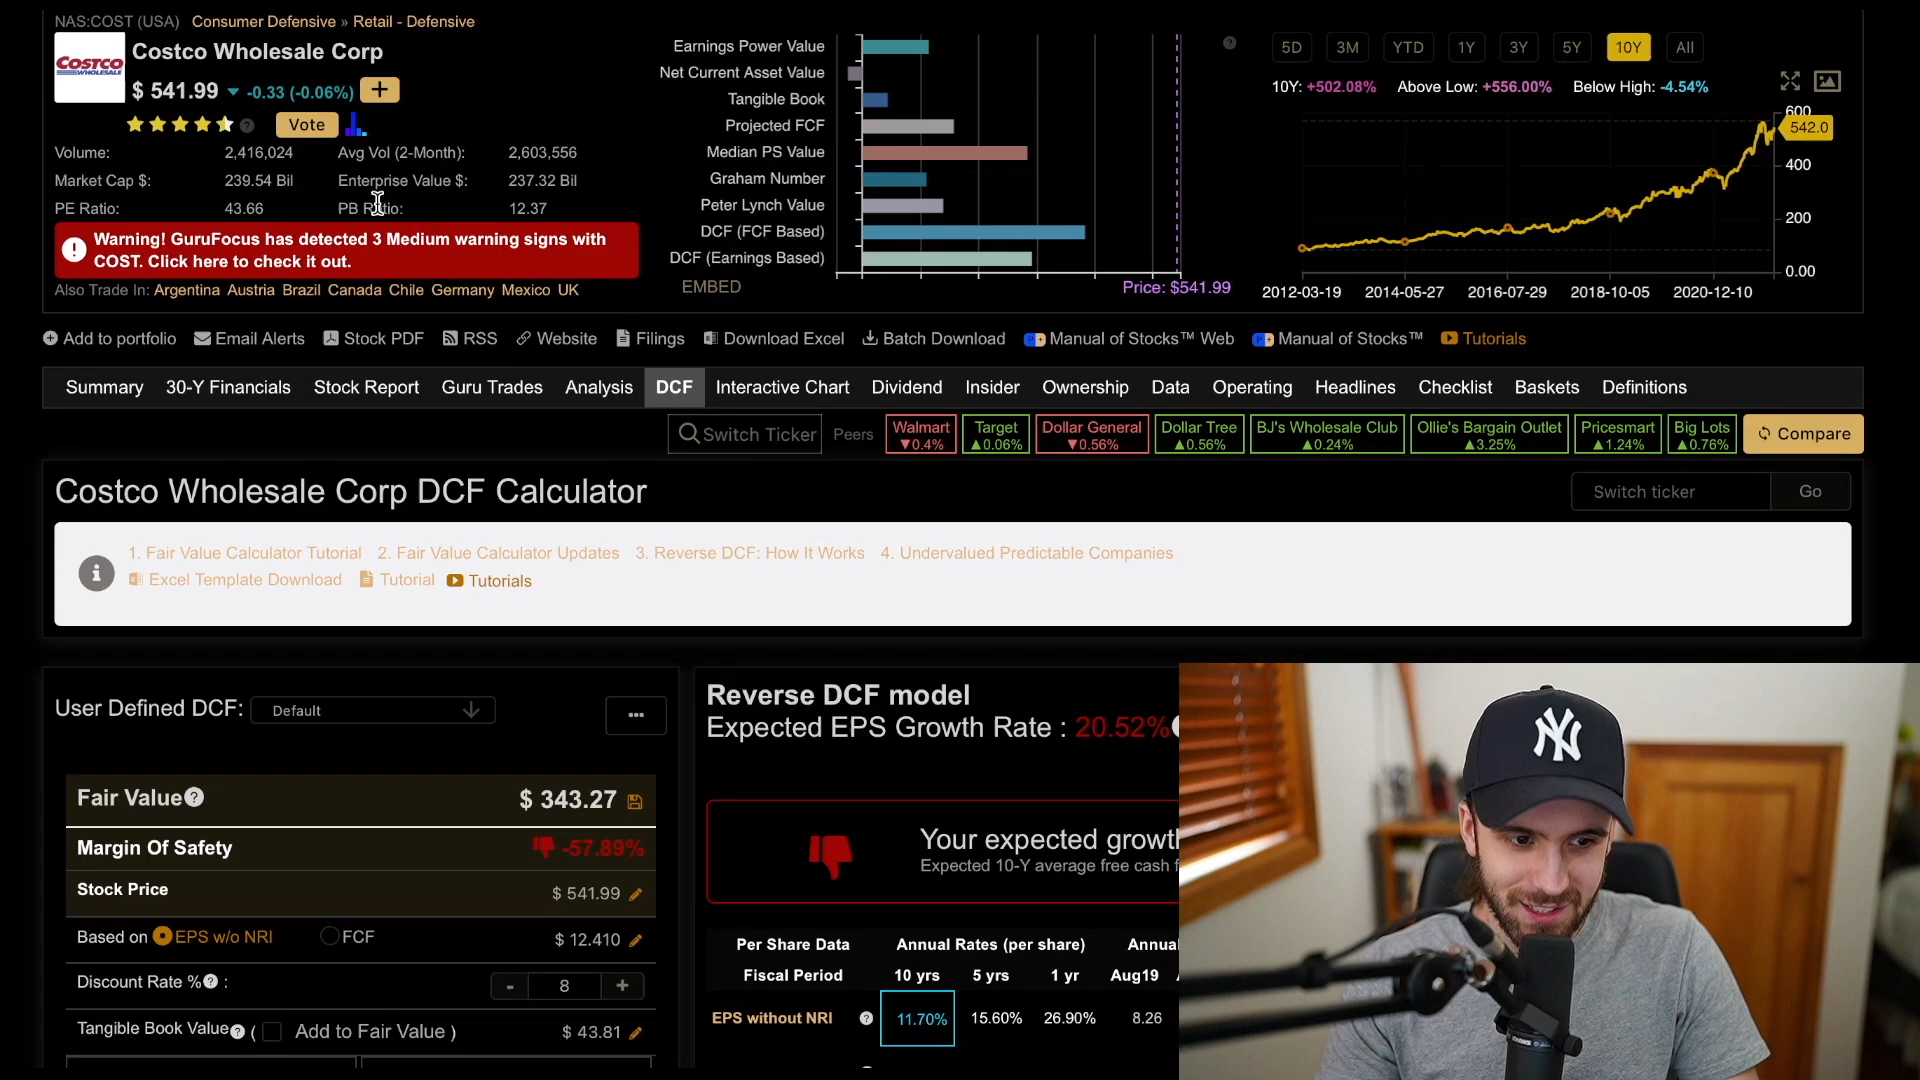 NAS:COST (USA) Consumer Defensive » Retail - Defensive
COSTCO WHOLESALE
Costco Wholesale Corp
$ 541.99 -0.33 (-0.06%) +
Vote
Volume: 2,416,024 Avg Vol (2-Month): 2,603,556
Market Cap $: 239.54 Bil Enterprise Value $: 237.32 Bil
PE Ratio: 43.66 PB Ratio: 12.37
Warning! GuruFocus has detected 3 Medium warning signs with
COST. Click here to check it out.
Also Trade In: Argentina Austria Brazil Canada Chile Germany Mexico UK
Earnings Power Value
Net Current Asset Value
Tangible Book
Projected FCF
Median PS Value
Graham Number
Peter Lynch Value
DCF (FCF Based)
DCF (Earnings Based)
EMBED
Price: $541.99
5D 3M YTD 1Y 3Y 5Y 10Y All
10Y: +502.08% Above Low: +556.00% Below High: -4.54%
600
542.0
400
200
0.00
2012-03-19 2014-05-27 2016-07-29 2018-10-05 2020-12-10
Add to portfolio Email Alerts Stock PDF RSS Website Filings Download Excel Batch Download Manual of Stocks™ Web Manual of Stocks™ Tutorials
Summary 30-Y Financials Stock Report Guru Trades Analysis DCF Interactive Chart Dividend Insider Ownership Data Operating Headlines Checklist Baskets Definitions
Switch Ticker Peers Walmart Target Dollar General Dollar Tree BJ's Wholesale Club Ollie's Bargain Outlet Pricesmart Big Lots Compare
▼0.4% ▲0.06% ▼0.56% ▲0.56% ▲0.24% ▲3.25% ▲1.24% ▲0.76%
Costco Wholesale Corp DCF Calculator
Switch ticker Go
1. Fair Value Calculator Tutorial 2. Fair Value Calculator Updates 3. Reverse DCF: How It Works 4. Undervalued Predictable Companies
Excel Template Download Tutorial Tutorials
User Defined DCF: Default ...
Fair Value $ 343.27
Margin Of Safety -57.89%
Stock Price $ 541.99
Based on EPS w/o NRI FCF $ 12.410
Discount Rate % : - 8 +
Tangible Book Value ( Add to Fair Value ) $ 43.81
Reverse DCF model
Expected EPS Growth Rate : 20.52%
Your expected growt
Expected 10-Y average free cash f
Per Share Data Annual Rates (per share) Annua
Fiscal Period 10 yrs 5 yrs 1 yr Aug19
EPS without NRI 11.70% 15.60% 26.90% 8.26
NY